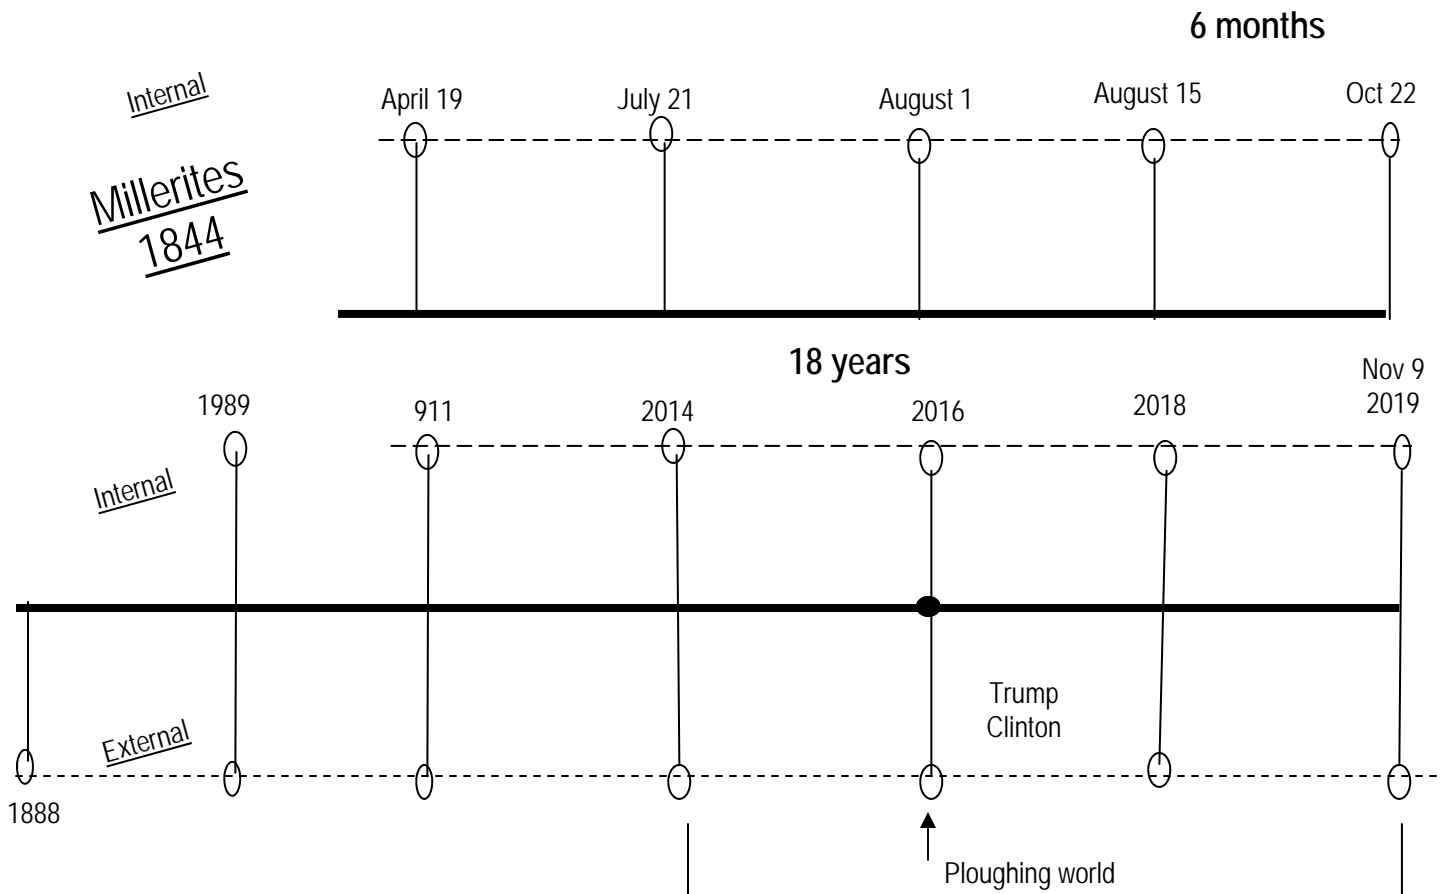 6 months
Internal
April 19
July 21
August 1
August 15
Oct 22
Millerites
1844
18 years
1989
911
2014
2016
2018
Nov 9
2019
Internal
Trump
Clinton
External
1888
Ploughing world